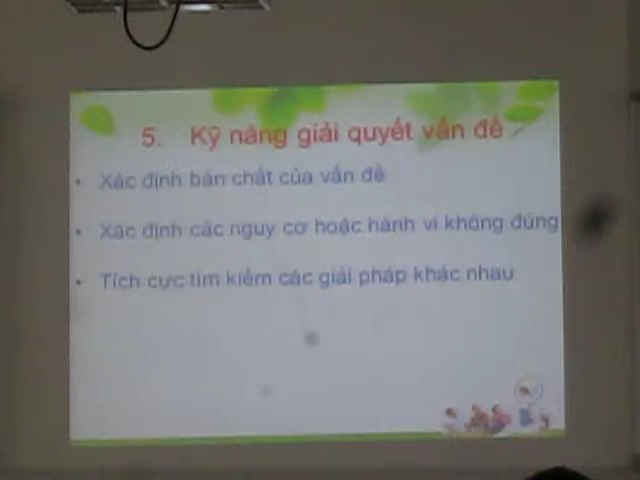 5. Kỹ năng giải quyết vấn đề
• Xác định bản chất của vấn đề
• Xác định các nguy cơ hoặc hành vi không đúng
• Tích cực tìm kiếm các giải pháp khác nhau